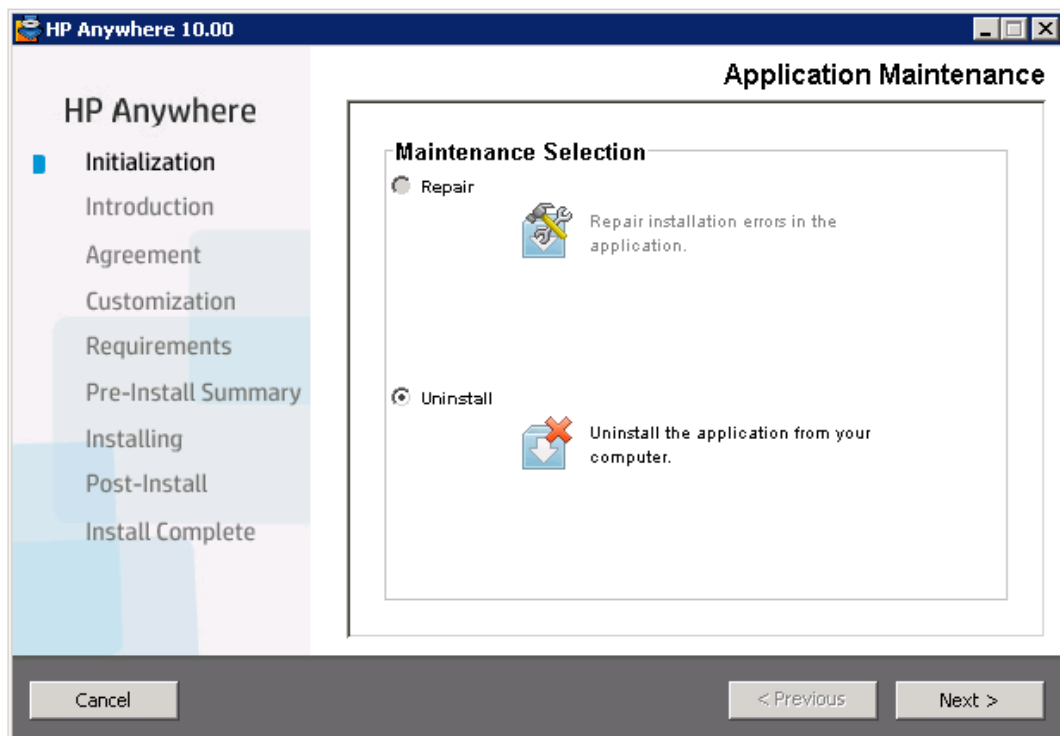 HP Anywhere 10.00
Application Maintenance
HP Anywhere
Initialization
Introduction
Agreement
Customization
Requirements
Pre-Install Summary
Installing
Post-Install
Install Complete
Maintenance Selection
Repair
Repair installation errors in the
application.
Uninstall
Uninstall the application from your
computer.
Cancel
< Previous
Next >